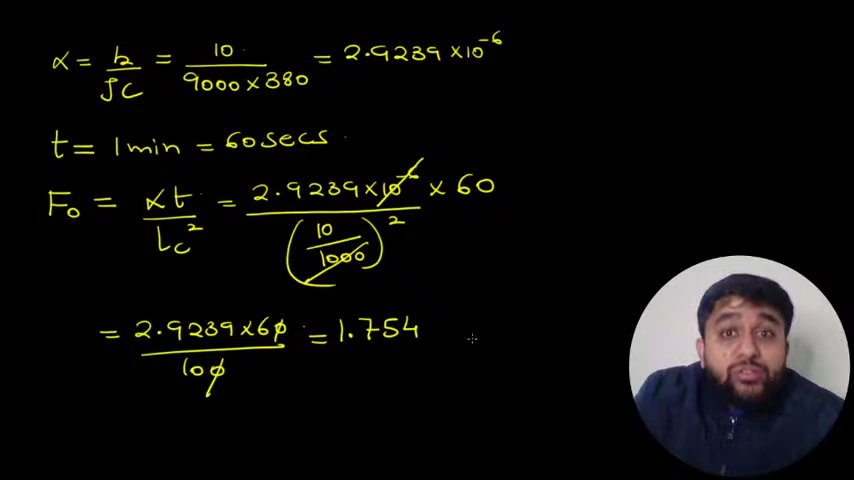 α = k/ρC = 10/9000×380 = 2.9239×10⁻⁶
t = 1 min = 60 secs
F₀ = αt/Lc² = 2.9239×10⁻⁶ × 60/(10/1000)²
= 2.9239×60/100 = 1.754